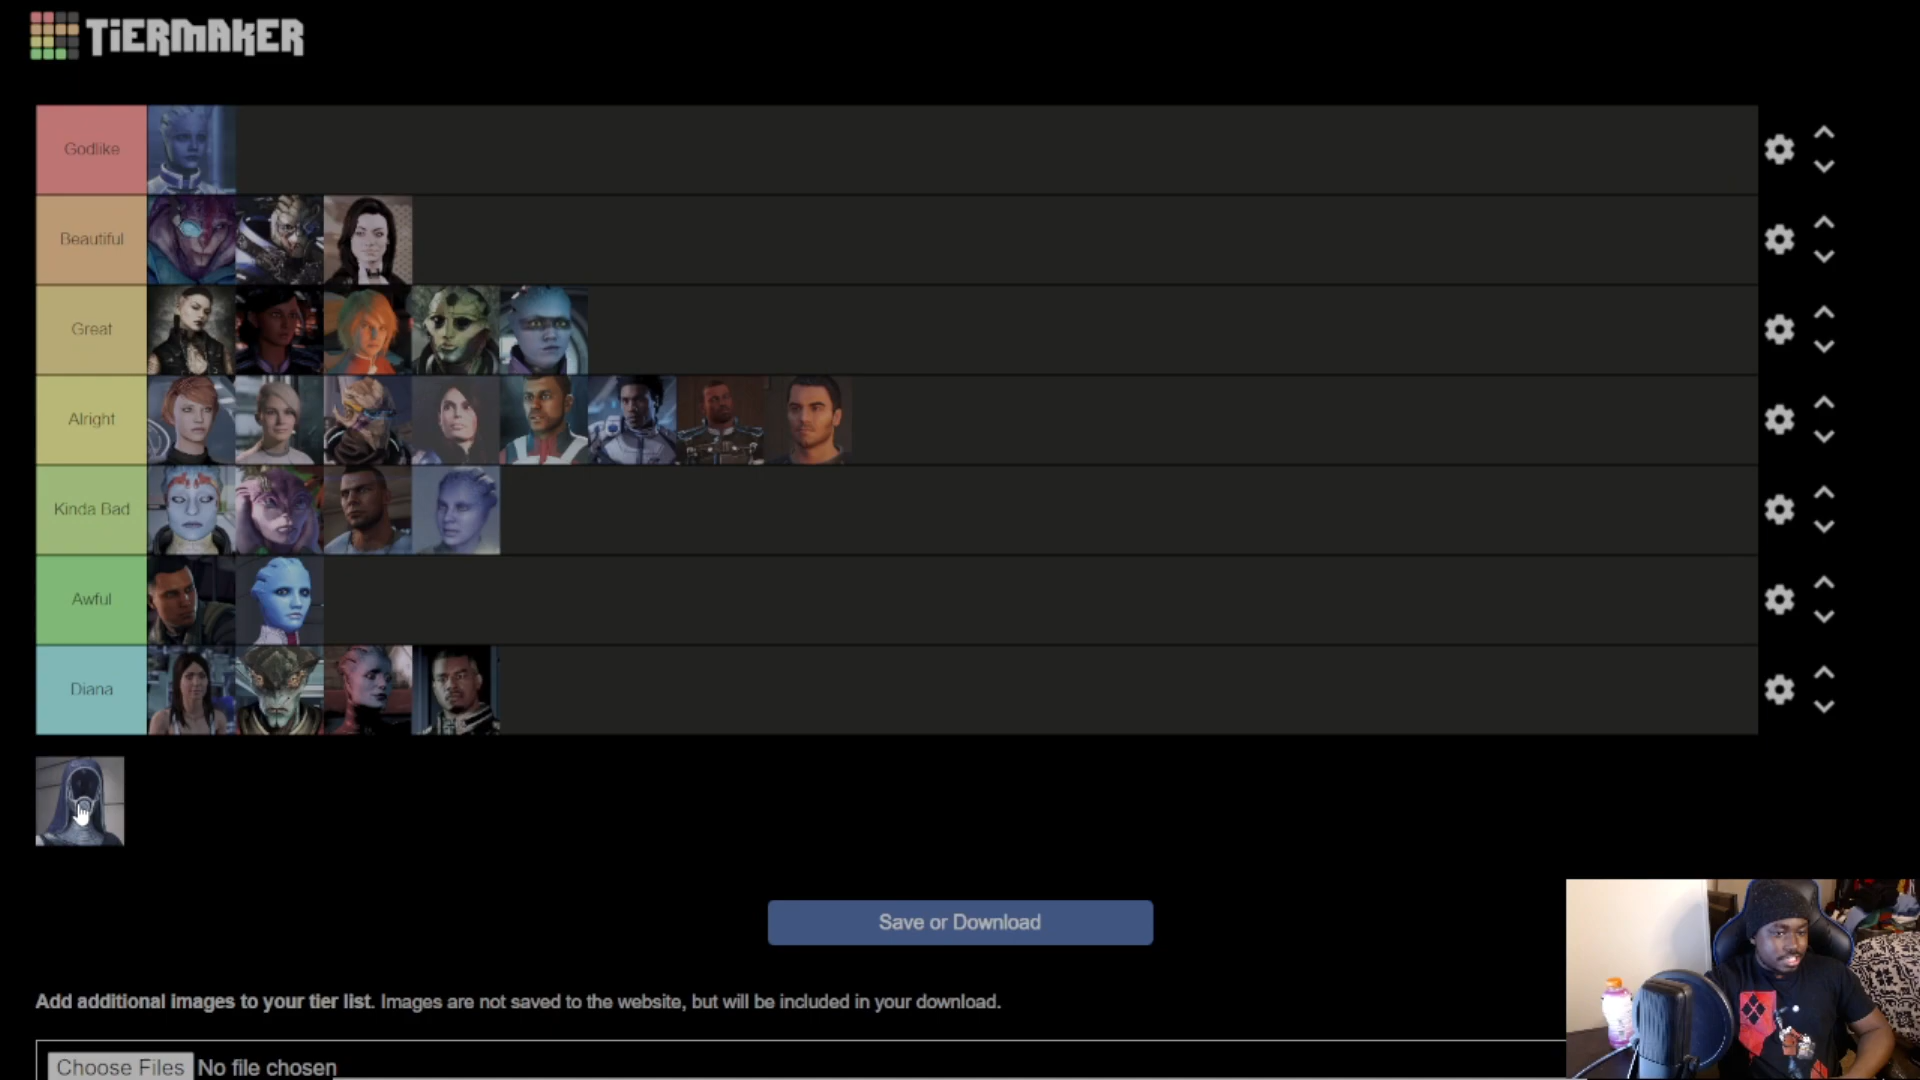 TiERMAKER
Godlike
Beautiful
Great
Alright
Kinda Bad
Awful
Diana
Save or Download
Add additional images to your tier list. Images are not saved to the website, but will be included in your download.
Choose Files No file chosen